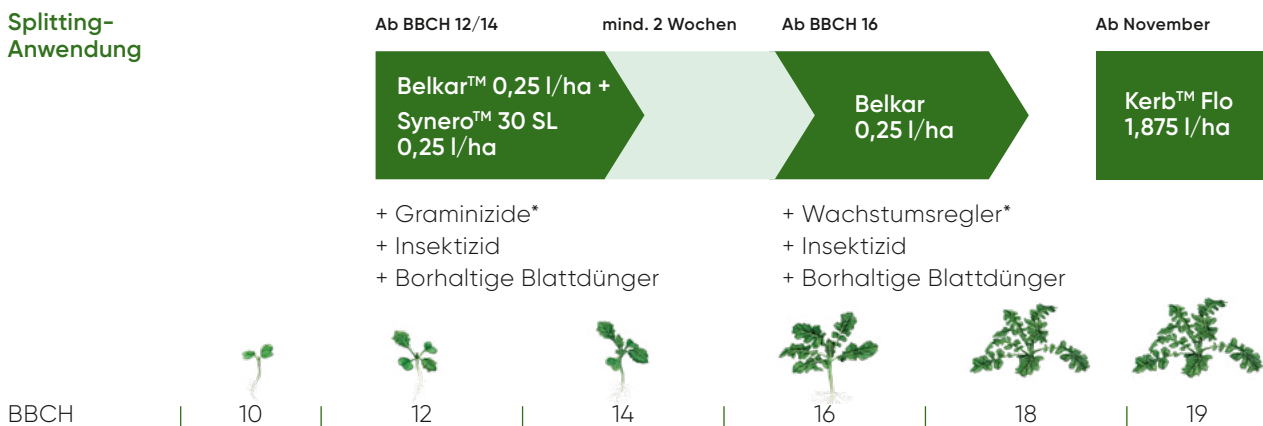 Splitting-
Anwendung
Ab BBCH 12/14
mind. 2 Wochen
Ab BBCH 16
Ab November
Belkar™ 0,25 l/ha +
Synero™ 30 SL
0,25 l/ha
Belkar
0,25 l/ha
Kerb™ Flo
1,875 l/ha
+ Graminizide*
+ Insektizid
+ Borhaltige Blattdünger
+ Wachstumsregler*
+ Insektizid
+ Borhaltige Blattdünger
BBCH | 10 | 12 | 14 | 16 | 18 | 19